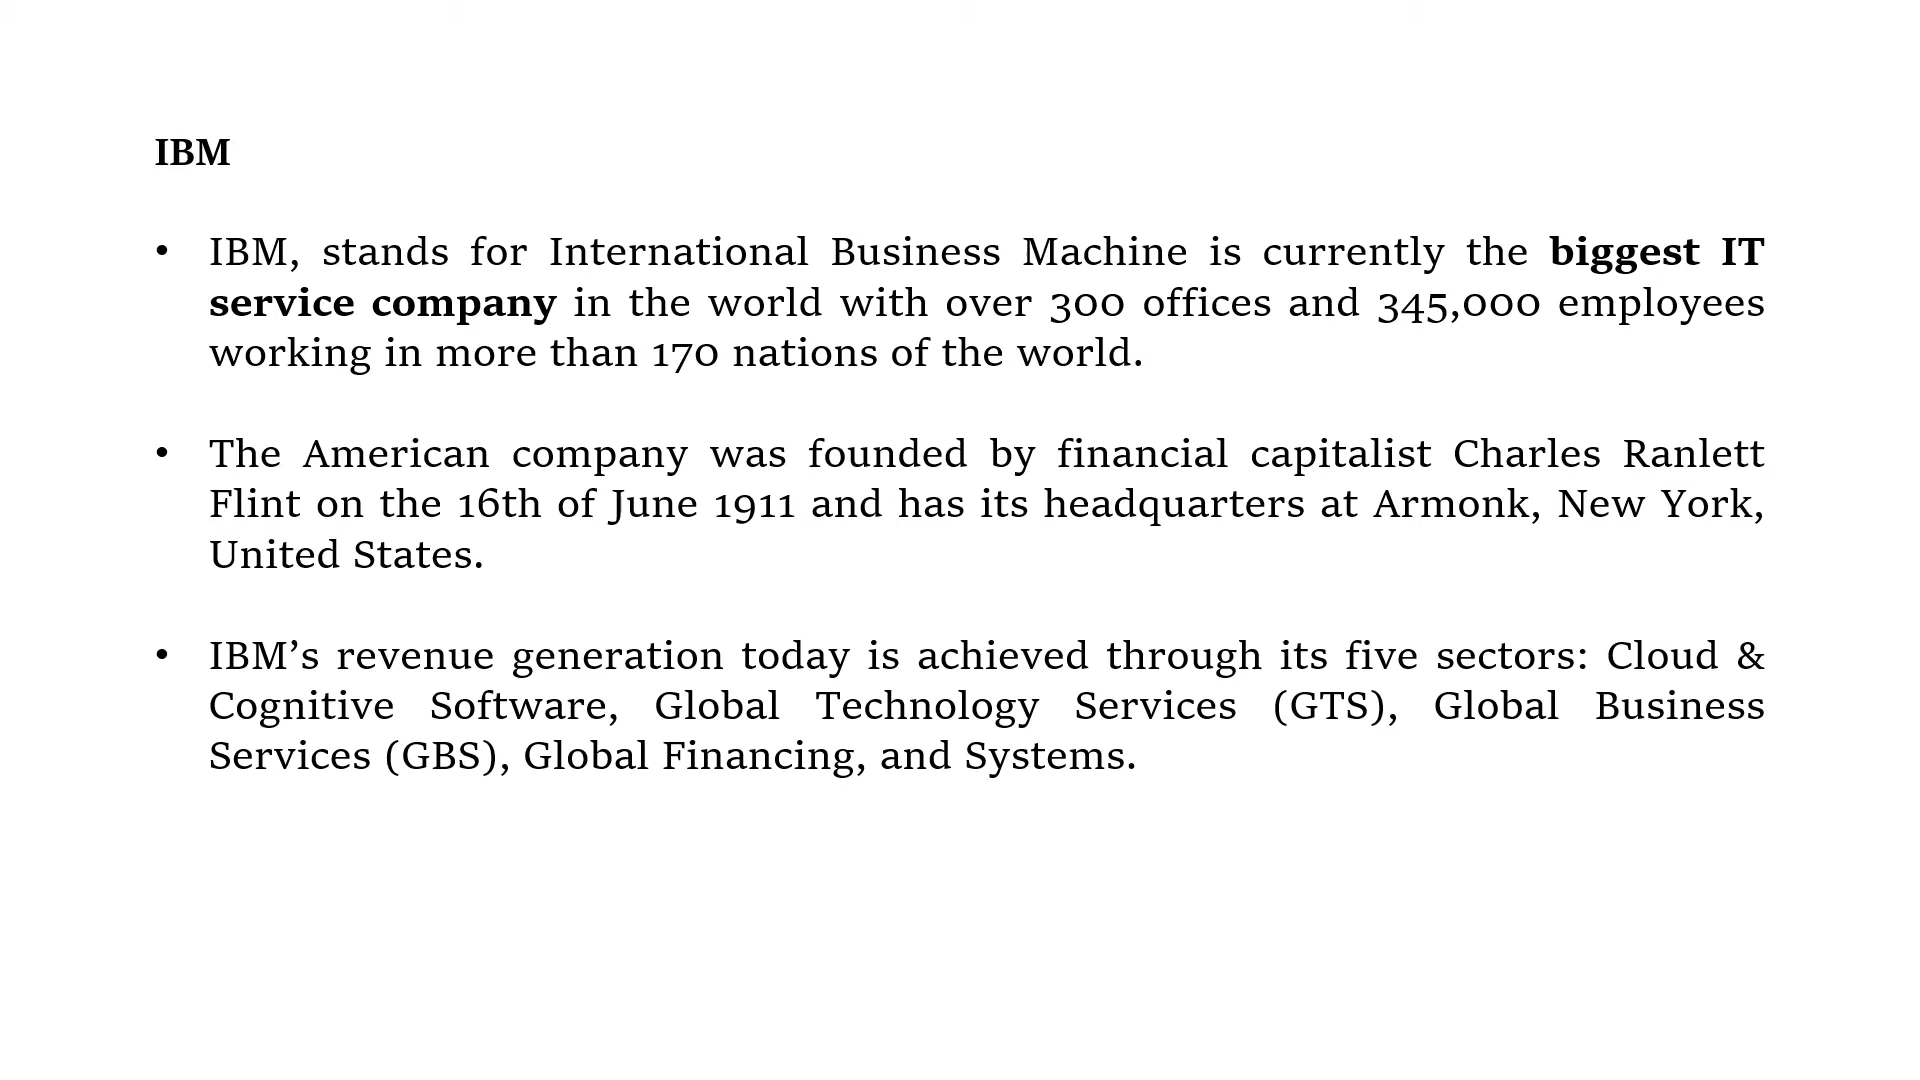 IBM
• IBM, stands for International Business Machine is currently the biggest IT
service company in the world with over 300 offices and 345,000 employees
working in more than 170 nations of the world.
• The American company was founded by financial capitalist Charles Ranlett
Flint on the 16th of June 1911 and has its headquarters at Armonk, New York,
United States.
• IBM’s revenue generation today is achieved through its five sectors: Cloud &
Cognitive Software, Global Technology Services (GTS), Global Business
Services (GBS), Global Financing, and Systems.